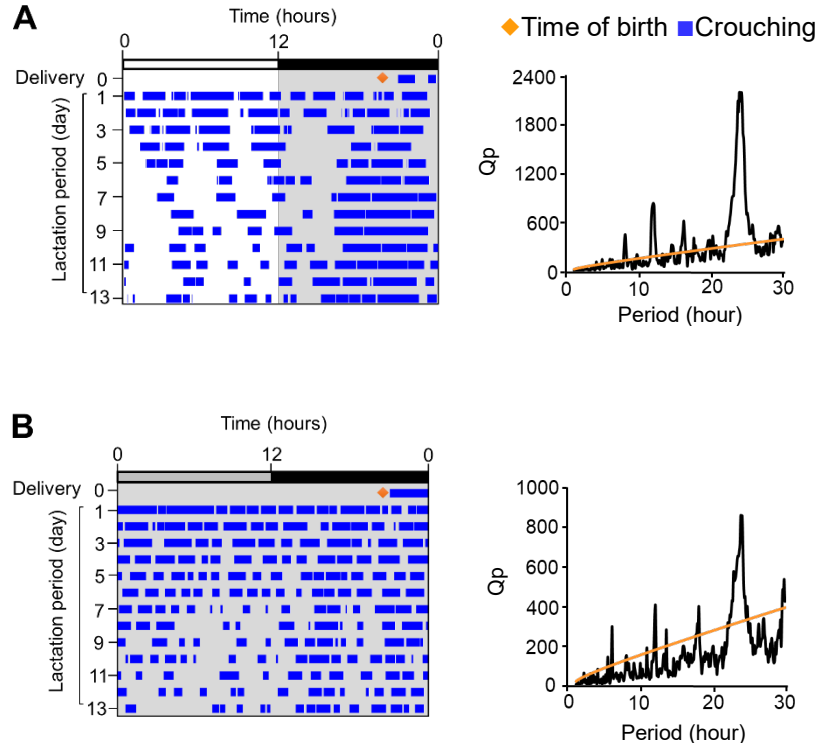 A
Time (hours)
0 12 0
Delivery 0
Lactation period (day)
1
3
5
7
9
11
13
Time of birth Crouching
Qp
2400
1800
1200
600
0
0 10 20 30
Period (hour)
B
Time (hours)
0 12 0
Delivery 0
Lactation period (day)
1
3
5
7
9
11
13
Qp
1000
800
600
400
200
0
0 10 20 30
Period (hour)